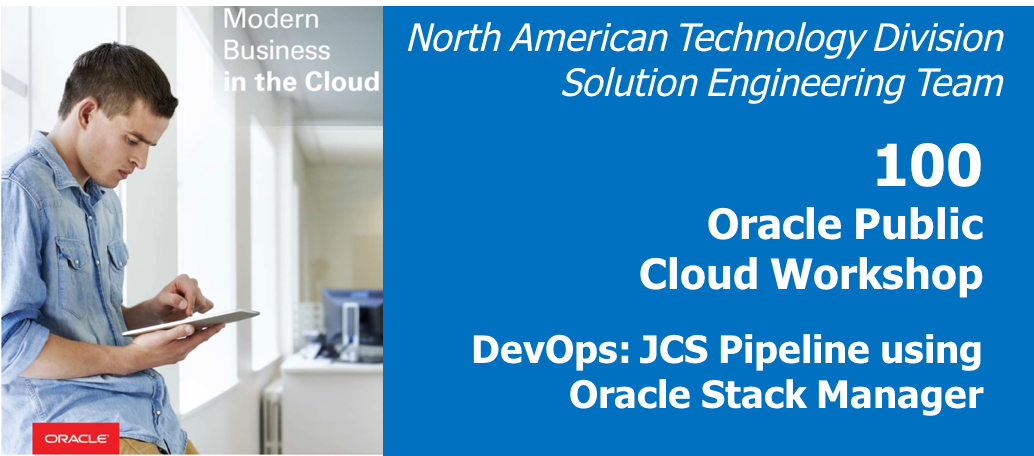 Modern
Business
in the Cloud
ORACLE
North American Technology Division
Solution Engineering Team
100
Oracle Public
Cloud Workshop
DevOps: JCS Pipeline using
Oracle Stack Manager